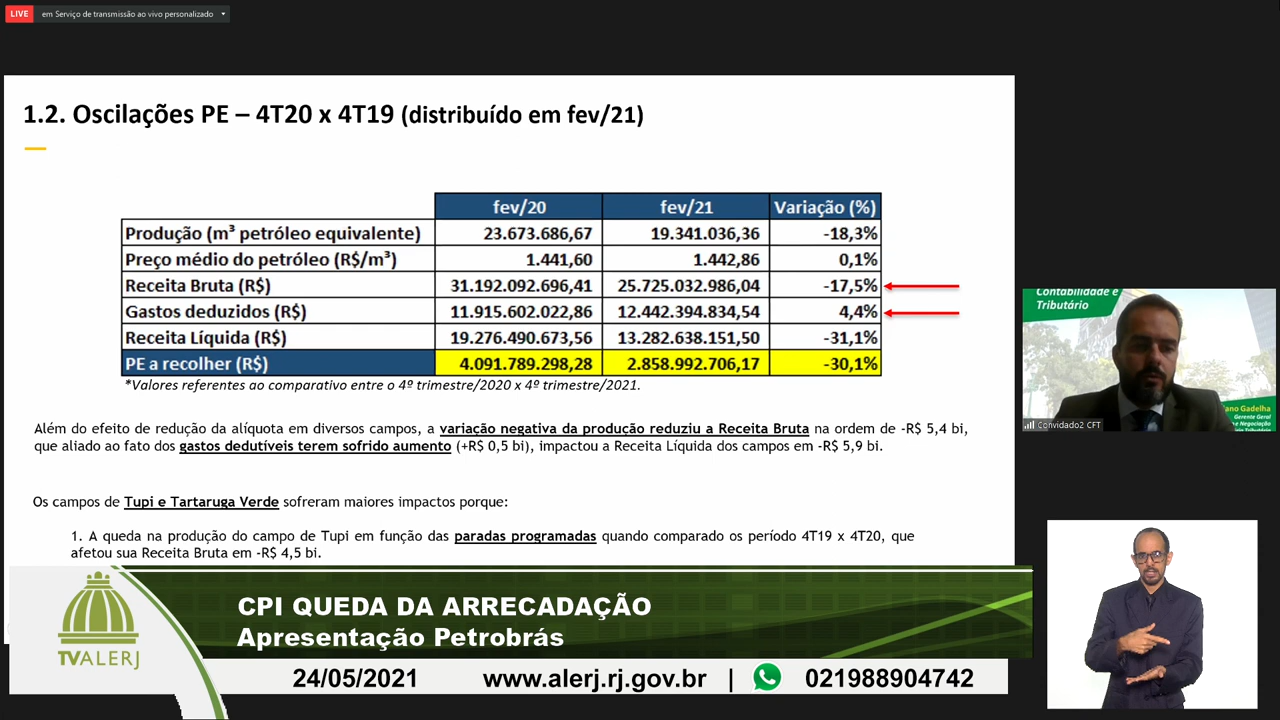 LIVE em Serviço de transmissão ao vivo personalizado
1.2. Oscilações PE – 4T20 x 4T19 (distribuído em fev/21)
fev/20 fev/21 Variação (%)
Produção (m³ petróleo equivalente) 23.673.686,67 19.341.036,36 -18,3%
Preço médio do petróleo (R$/m³) 1.441,60 1.442,86 0,1%
Receita Bruta (R$) 31.192.092.696,41 25.725.032.986,04 -17,5%
Gastos deduzidos (R$) 11.915.602.022,86 12.442.394.834,54 4,4%
Receita Líquida (R$) 19.276.490.673,56 13.282.638.151,50 -31,1%
PE a recolher (R$) 4.091.789.298,28 2.858.992.706,17 -30,1%
*Valores referentes ao comparativo entre o 4º trimestre/2020 x 4º trimestre/2021.
Além do efeito de redução da alíquota em diversos campos, a variação negativa da produção reduziu a Receita Bruta na ordem de -R$ 5,4 bi,
que aliado ao fato dos gastos dedutíveis terem sofrido aumento (+R$ 0,5 bi), impactou a Receita Líquida dos campos em -R$ 5,9 bi.
Os campos de Tupi e Tartaruga Verde sofreram maiores impactos porque:
1. A queda na produção do campo de Tupi em função das paradas programadas quando comparado os período 4T19 x 4T20, que
afetou sua Receita Bruta em -R$ 4,5 bi.
Contabilidade e
Tributário
ano Gadelha
Gerente Geral
e Negociação
Tributário
Convidado2 CFT
TVALERJ
CPI QUEDA DA ARRECADAÇÃO
Apresentação Petrobrás
24/05/2021 www.alerj.rj.gov.br | 021988904742